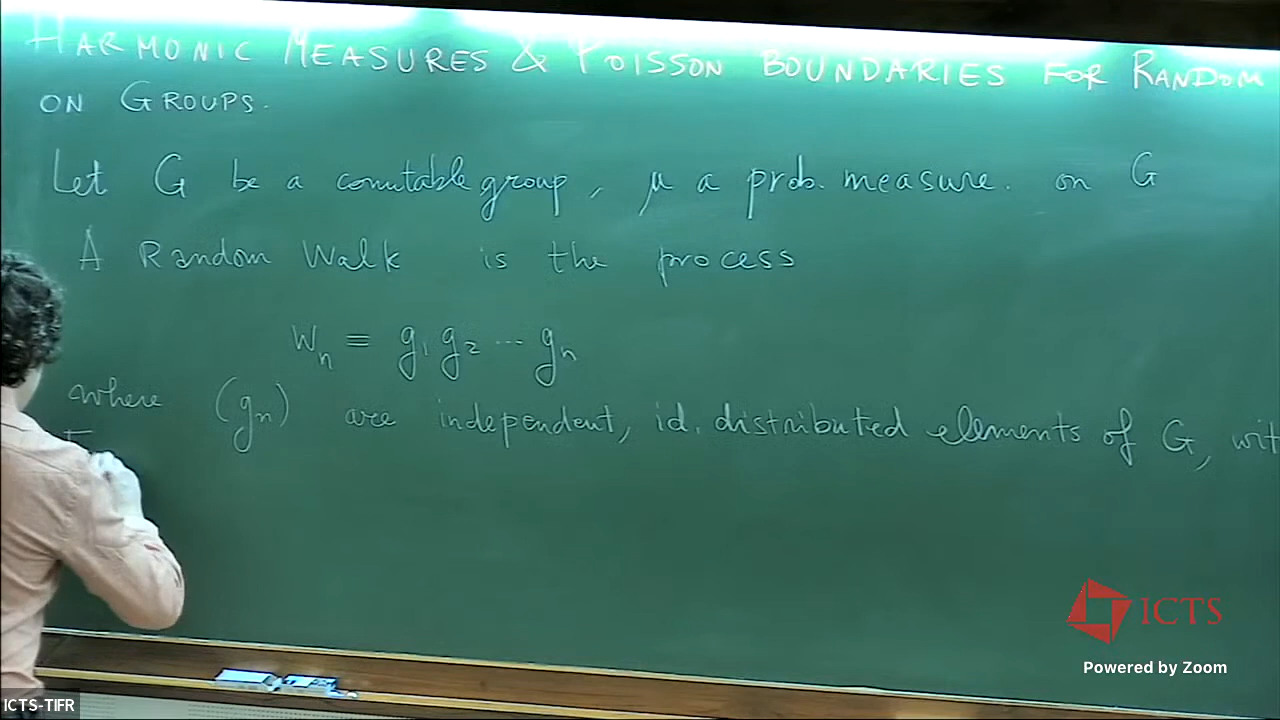 HARMONIC MEASURES & POISSON BOUNDARIES FOR RANDOM
ON GROUPS.
Let G be a countable group, μ a prob. measure. on G
A Random Walk is the process
Wₙ = g₁ g₂ ... gₙ
where (gₙ) are independent, id. distributed elements of G, wit
ICTS
Powered by Zoom
ICTS-TIFR